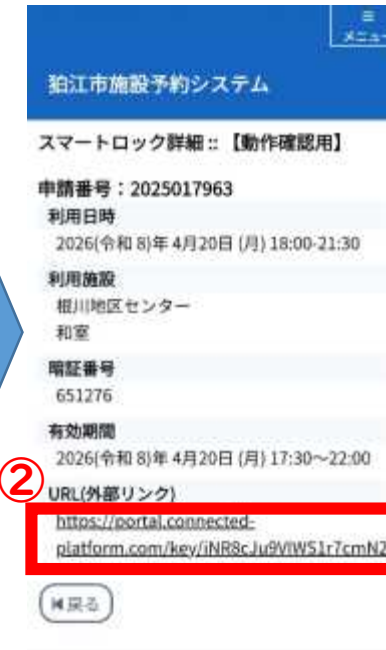 ≡
メニュー
狛江市施設予約システム
スマートロック詳細 :: 【動作確認用】
申請番号：2025017963
利用日時
2026(令和 8)年 4月20日 (月) 18:00-21:30
利用施設
根川地区センター
和室
暗証番号
651276
有効期間
2026(令和 8)年 4月20日 (月) 17:30～22:00
②
URL(外部リンク)
https://portal.connected-
platform.com/key/iNR8cJu9VIWS1r7cmN2
戻る